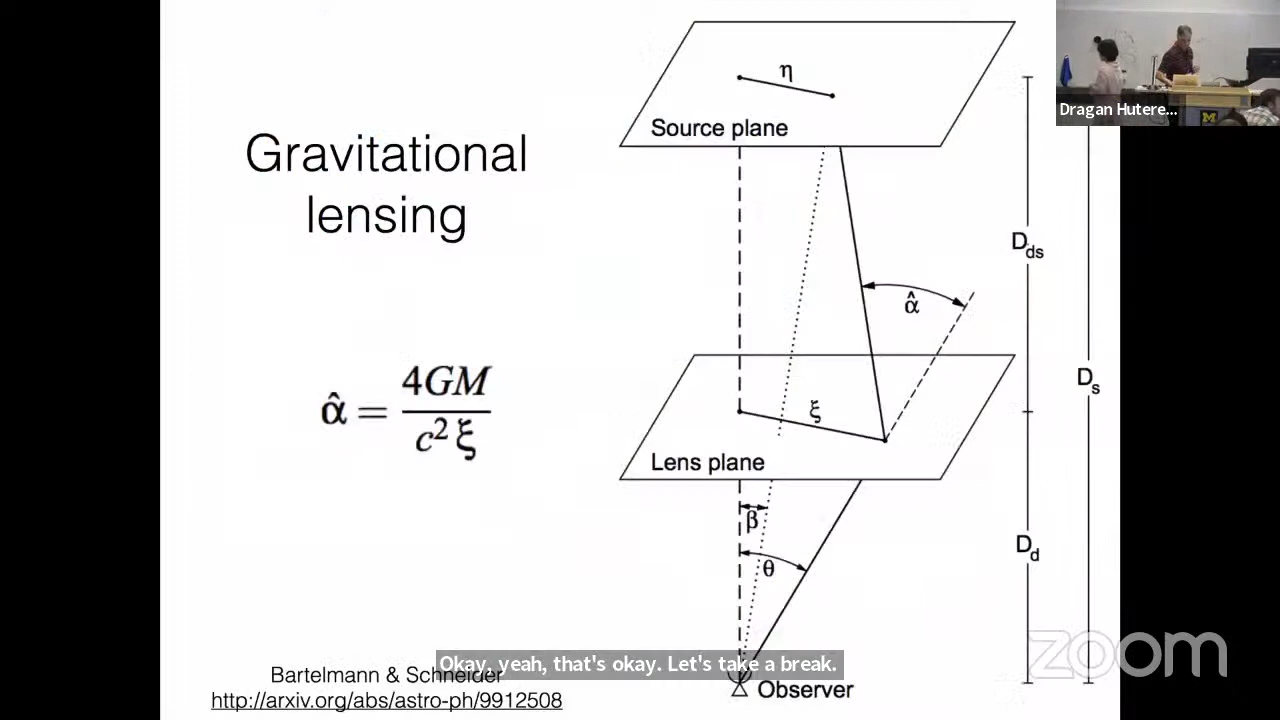 Gravitational
lensing
α̂ = 4GM / c² ξ
Bartelmann & Schneider
http://arxiv.org/abs/astro-ph/9912508
η
Source plane
D_ds
α̂
D_s
ξ
Lens plane
β
θ
D_d
Observer
Okay, yeah, that's okay. Let's take a break.
zoom
Dragan Hutere...
M